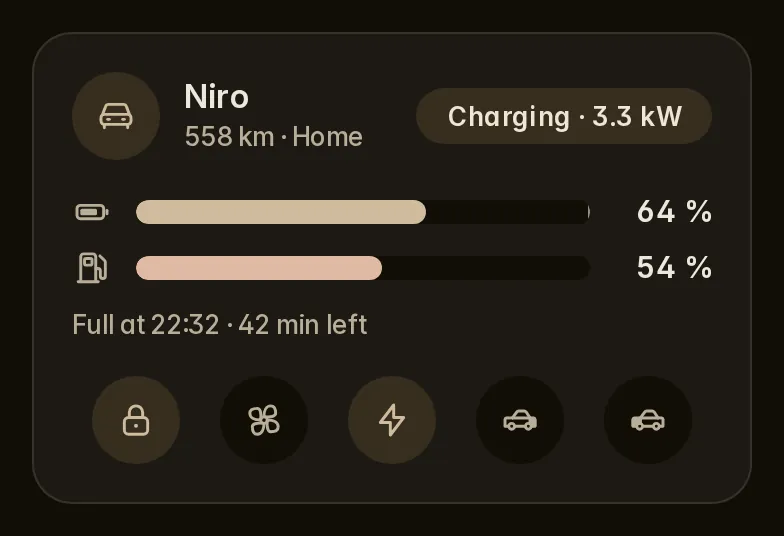 Niro
558 km · Home
Charging · 3.3 kW
64 %
54 %
Full at 22:32 · 42 min left